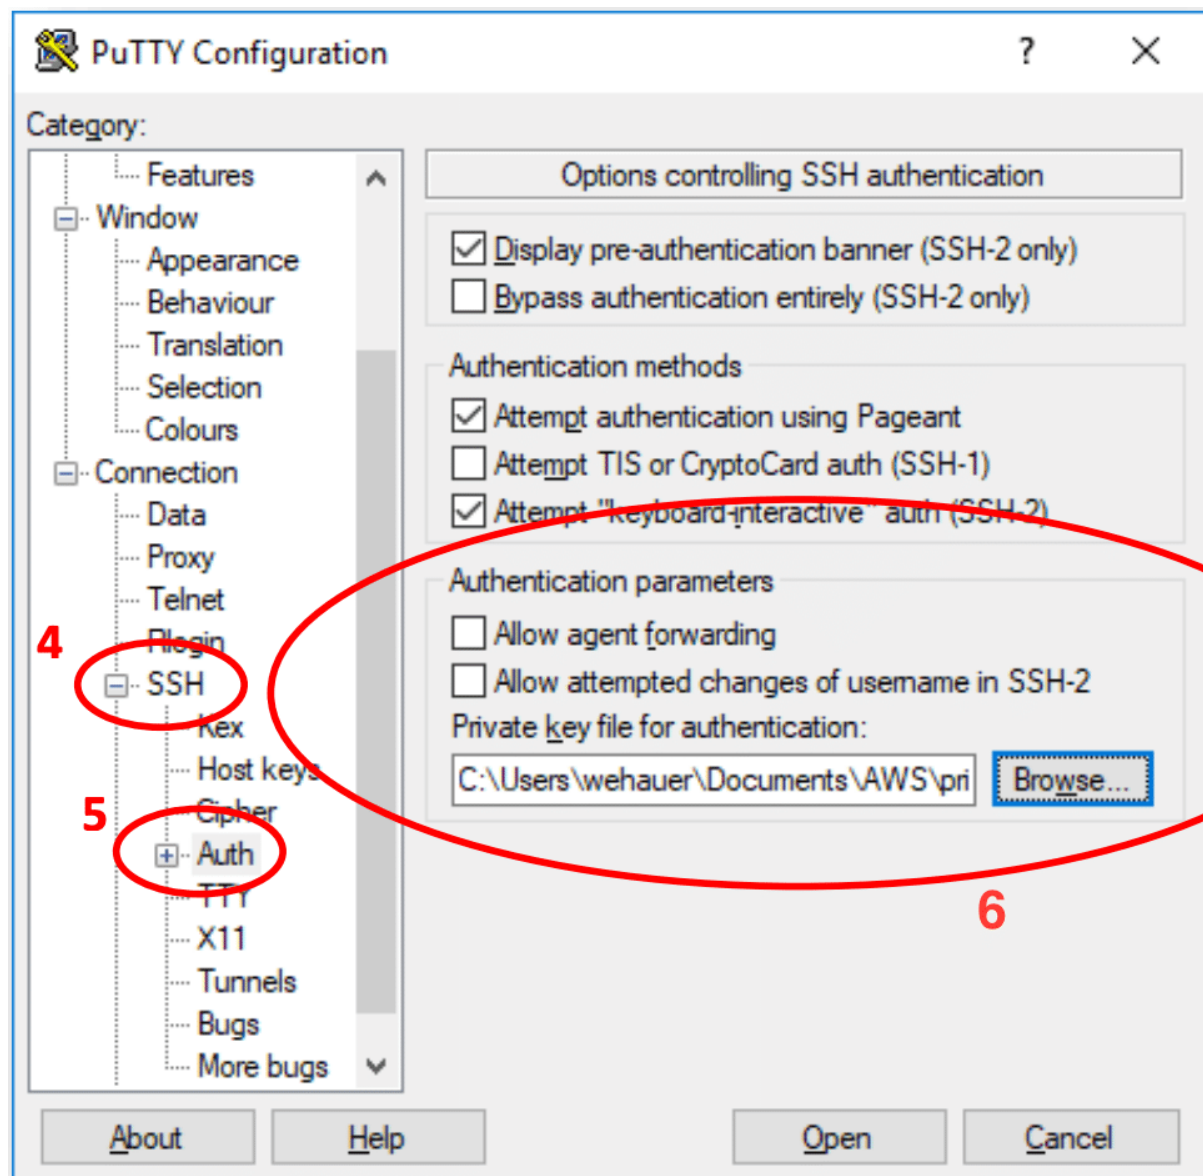 PuTTY Configuration
?
Category:
Features
Window
Appearance
Behaviour
Translation
Selection
Colours
Connection
Data
Proxy
Telnet
Rlogin
4
SSH
Kex
Host keys
Cipher
5
Auth
TTY
X11
Tunnels
Bugs
More bugs
Options controlling SSH authentication
Display pre-authentication banner (SSH-2 only)
Bypass authentication entirely (SSH-2 only)
Authentication methods
Attempt authentication using Pageant
Attempt TIS or CryptoCard auth (SSH-1)
Attempt "keyboard-interactive" auth (SSH-2)
Authentication parameters
Allow agent forwarding
Allow attempted changes of username in SSH-2
Private key file for authentication:
C:\Users\wehauer\Documents\AWS\pri
Browse...
6
About
Help
Open
Cancel